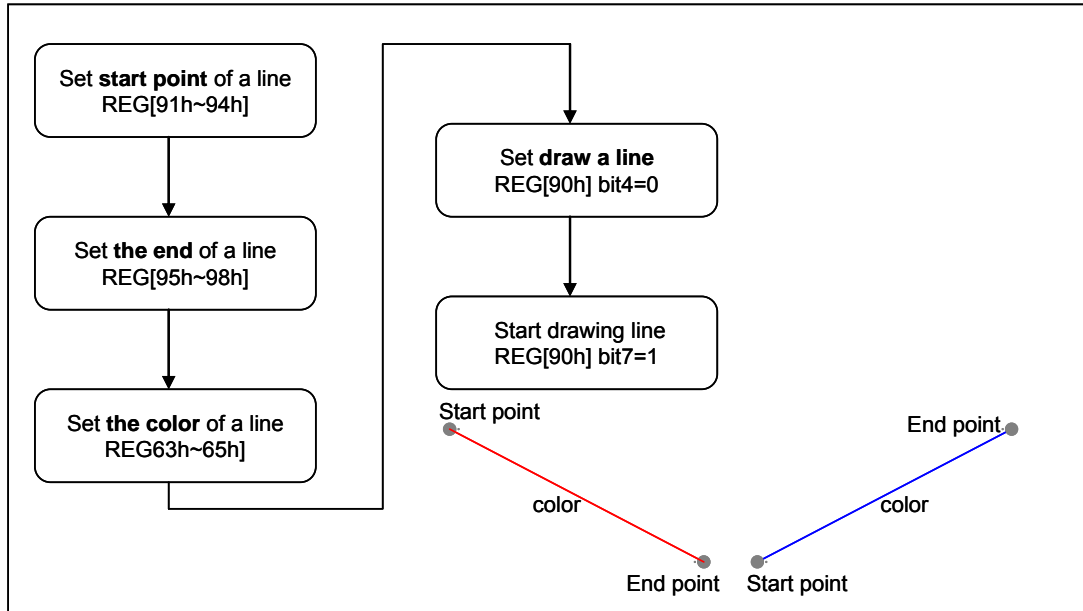 Set start point of a line
REG[91h~94h]
Set the end of a line
REG[95h~98h]
Set the color of a line
REG63h~65h]
Set draw a line
REG[90h] bit4=0
Start drawing line
REG[90h] bit7=1
Start point
color
End point
End point
color
Start point